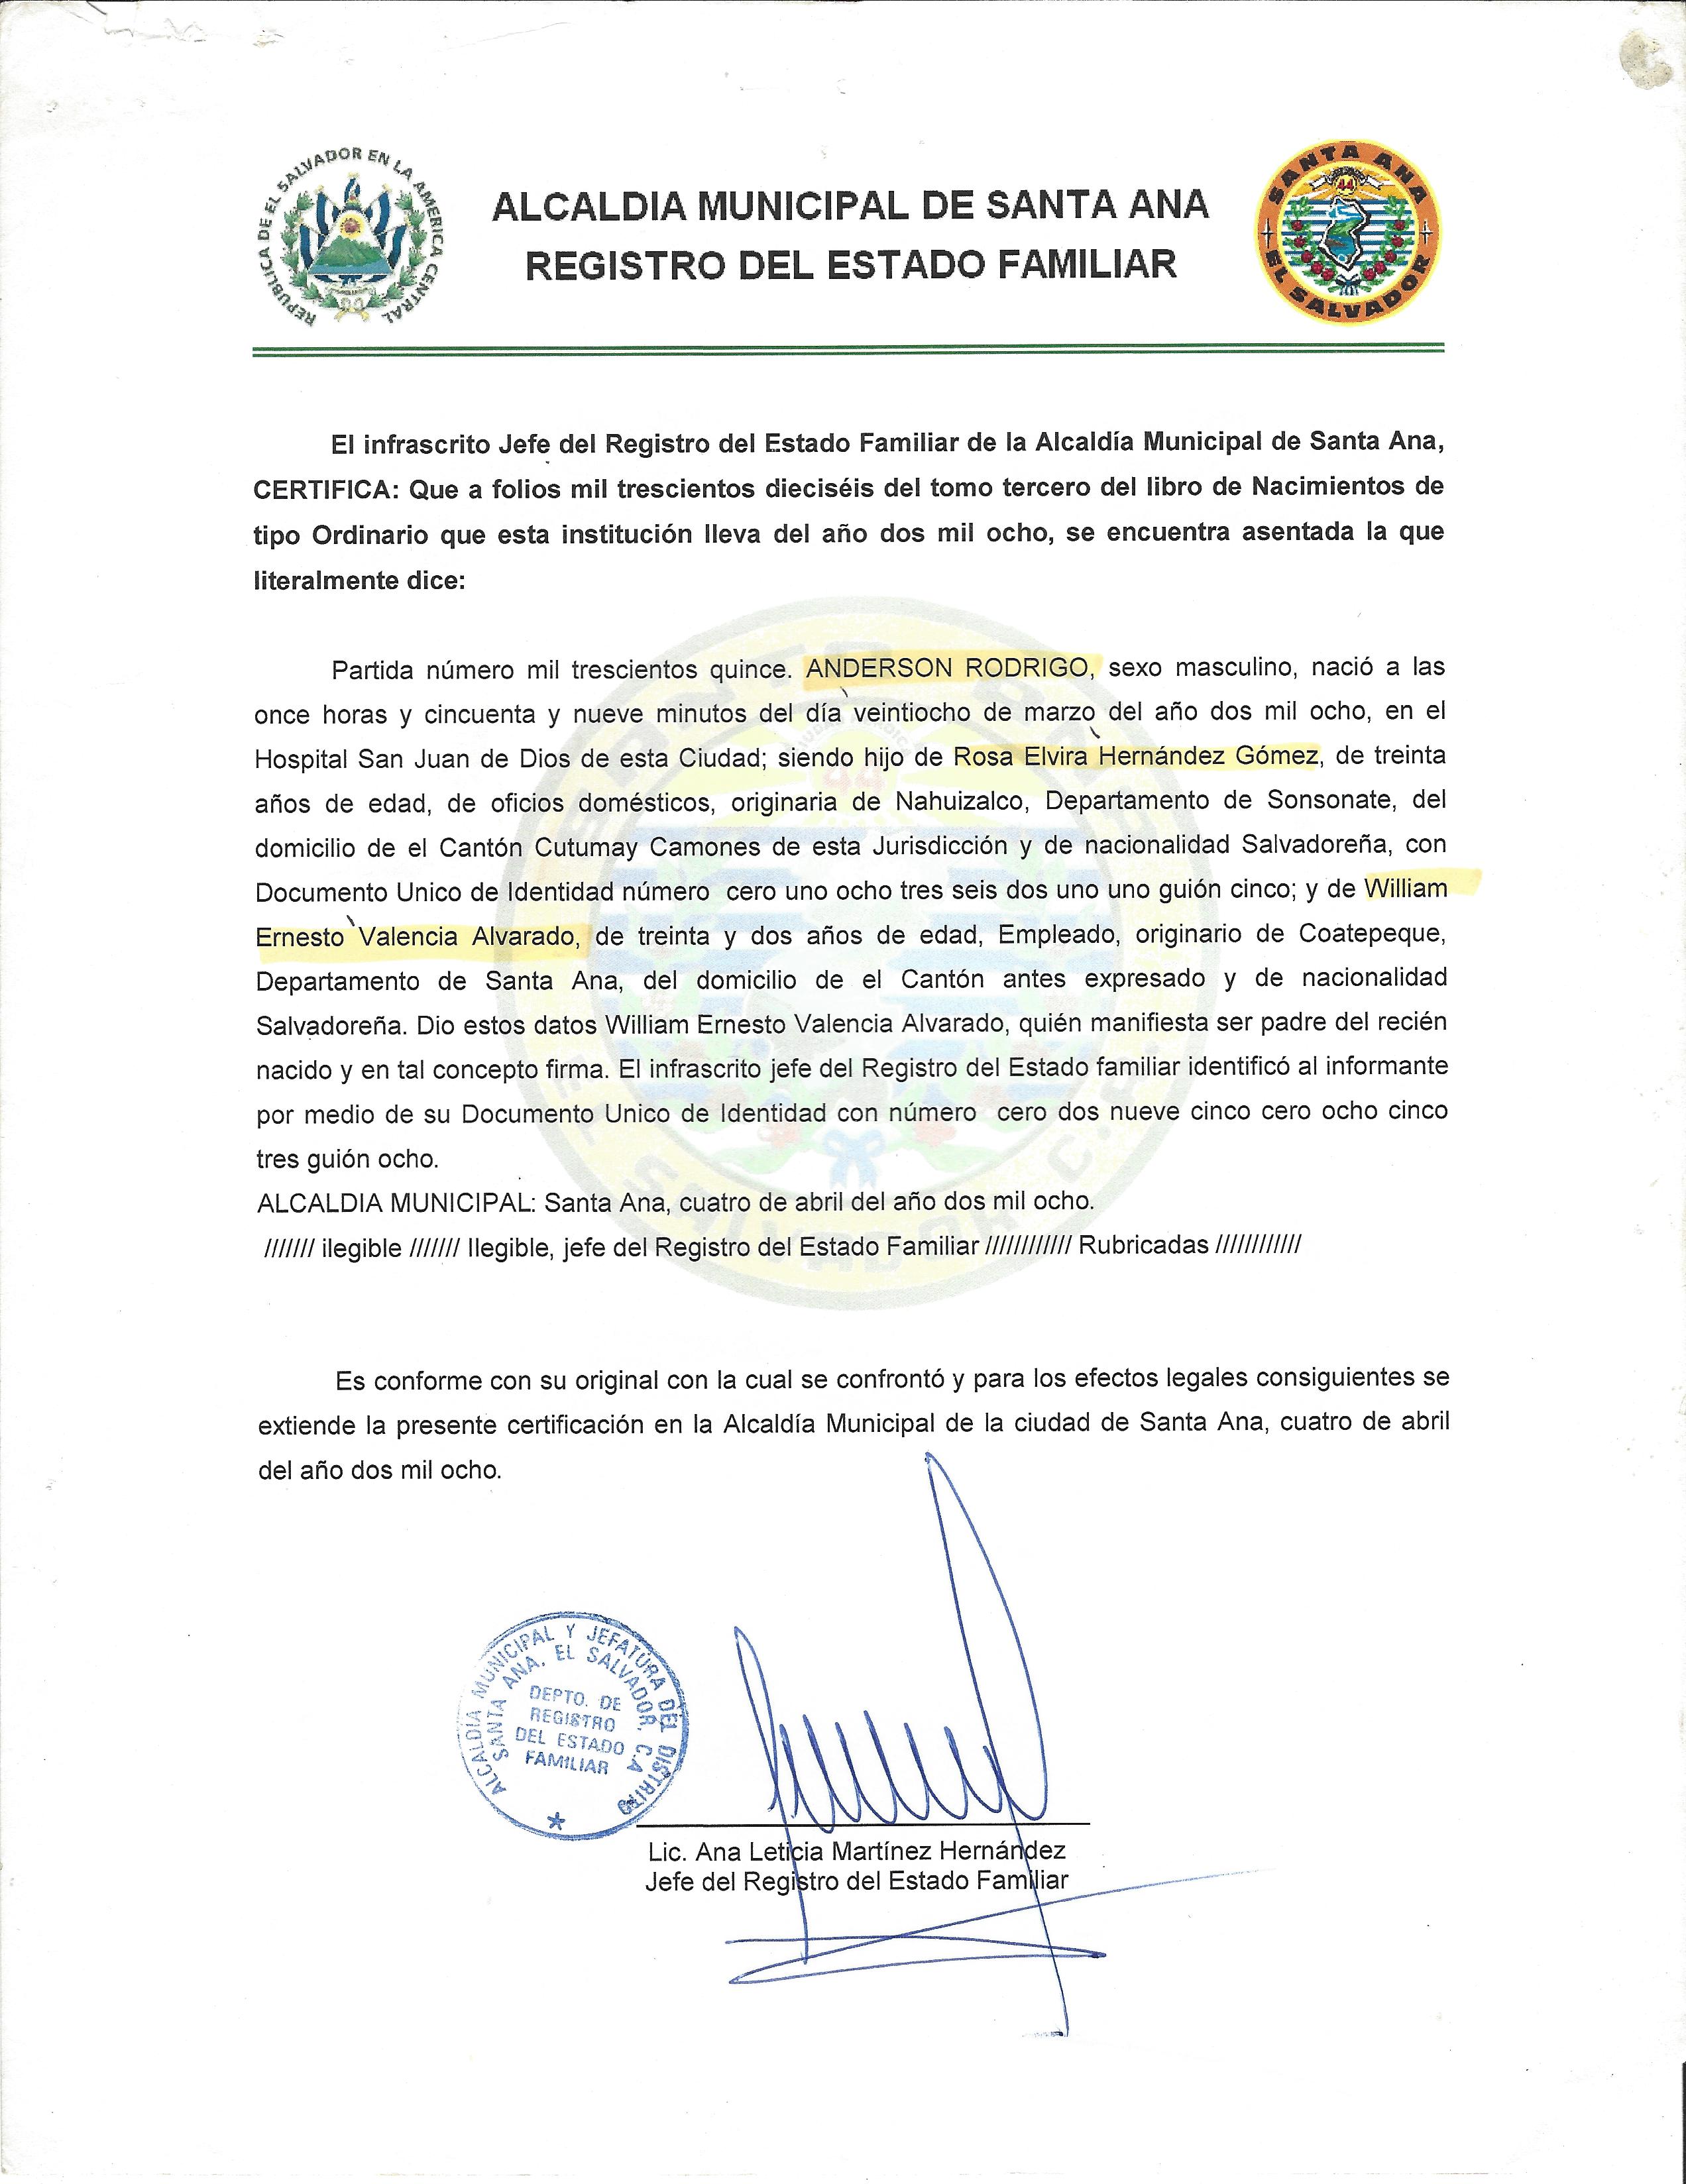 REPUBLICA DE EL SALVADOR EN LA AMERICA CENTRAL
ALCALDIA MUNICIPAL DE SANTA ANA
REGISTRO DEL ESTADO FAMILIAR
SANTA ANA
44
EL SALVADOR
El infrascrito Jefe del Registro del Estado Familiar de la Alcaldía Municipal de Santa Ana,
CERTIFICA: Que a folios mil trescientos dieciséis del tomo tercero del libro de Nacimientos de
tipo Ordinario que esta institución lleva del año dos mil ocho, se encuentra asentada la que
literalmente dice:
Partida número mil trescientos quince. ANDERSON RODRIGO, sexo masculino, nació a las
once horas y cincuenta y nueve minutos del día veintiocho de marzo del año dos mil ocho, en el
Hospital San Juan de Dios de esta Ciudad; siendo hijo de Rosa Elvira Hernández Gómez, de treinta
años de edad, de oficios domésticos, originaria de Nahuizalco, Departamento de Sonsonate, del
domicilio de el Cantón Cutumay Camones de esta Jurisdicción y de nacionalidad Salvadoreña, con
Documento Unico de Identidad número cero uno ocho tres seis dos uno uno guión cinco; y de William
Ernesto Valencia Alvarado, de treinta y dos años de edad, Empleado, originario de Coatepeque,
Departamento de Santa Ana, del domicilio de el Cantón antes expresado y de nacionalidad
Salvadoreña. Dio estos datos William Ernesto Valencia Alvarado, quién manifiesta ser padre del recién
nacido y en tal concepto firma. El infrascrito jefe del Registro del Estado familiar identificó al informante
por medio de su Documento Unico de Identidad con número cero dos nueve cinco cero ocho cinco
tres guión ocho.
ALCALDIA MUNICIPAL: Santa Ana, cuatro de abril del año dos mil ocho.
/////// ilegible /////// Ilegible, jefe del Registro del Estado Familiar //////////// Rubricadas ////////////
Es conforme con su original con la cual se confrontó y para los efectos legales consiguientes se
extiende la presente certificación en la Alcaldía Municipal de la ciudad de Santa Ana, cuatro de abril
del año dos mil ocho.
ALCALDIA MUNICIPAL Y JEFATURA DEL DISTRITO
SANTA ANA, EL SALVADOR, C.A
DEPTO. DE
REGISTRO
DEL ESTADO
FAMILIAR
Lic. Ana Leticia Martínez Hernández
Jefe del Registro del Estado Familiar